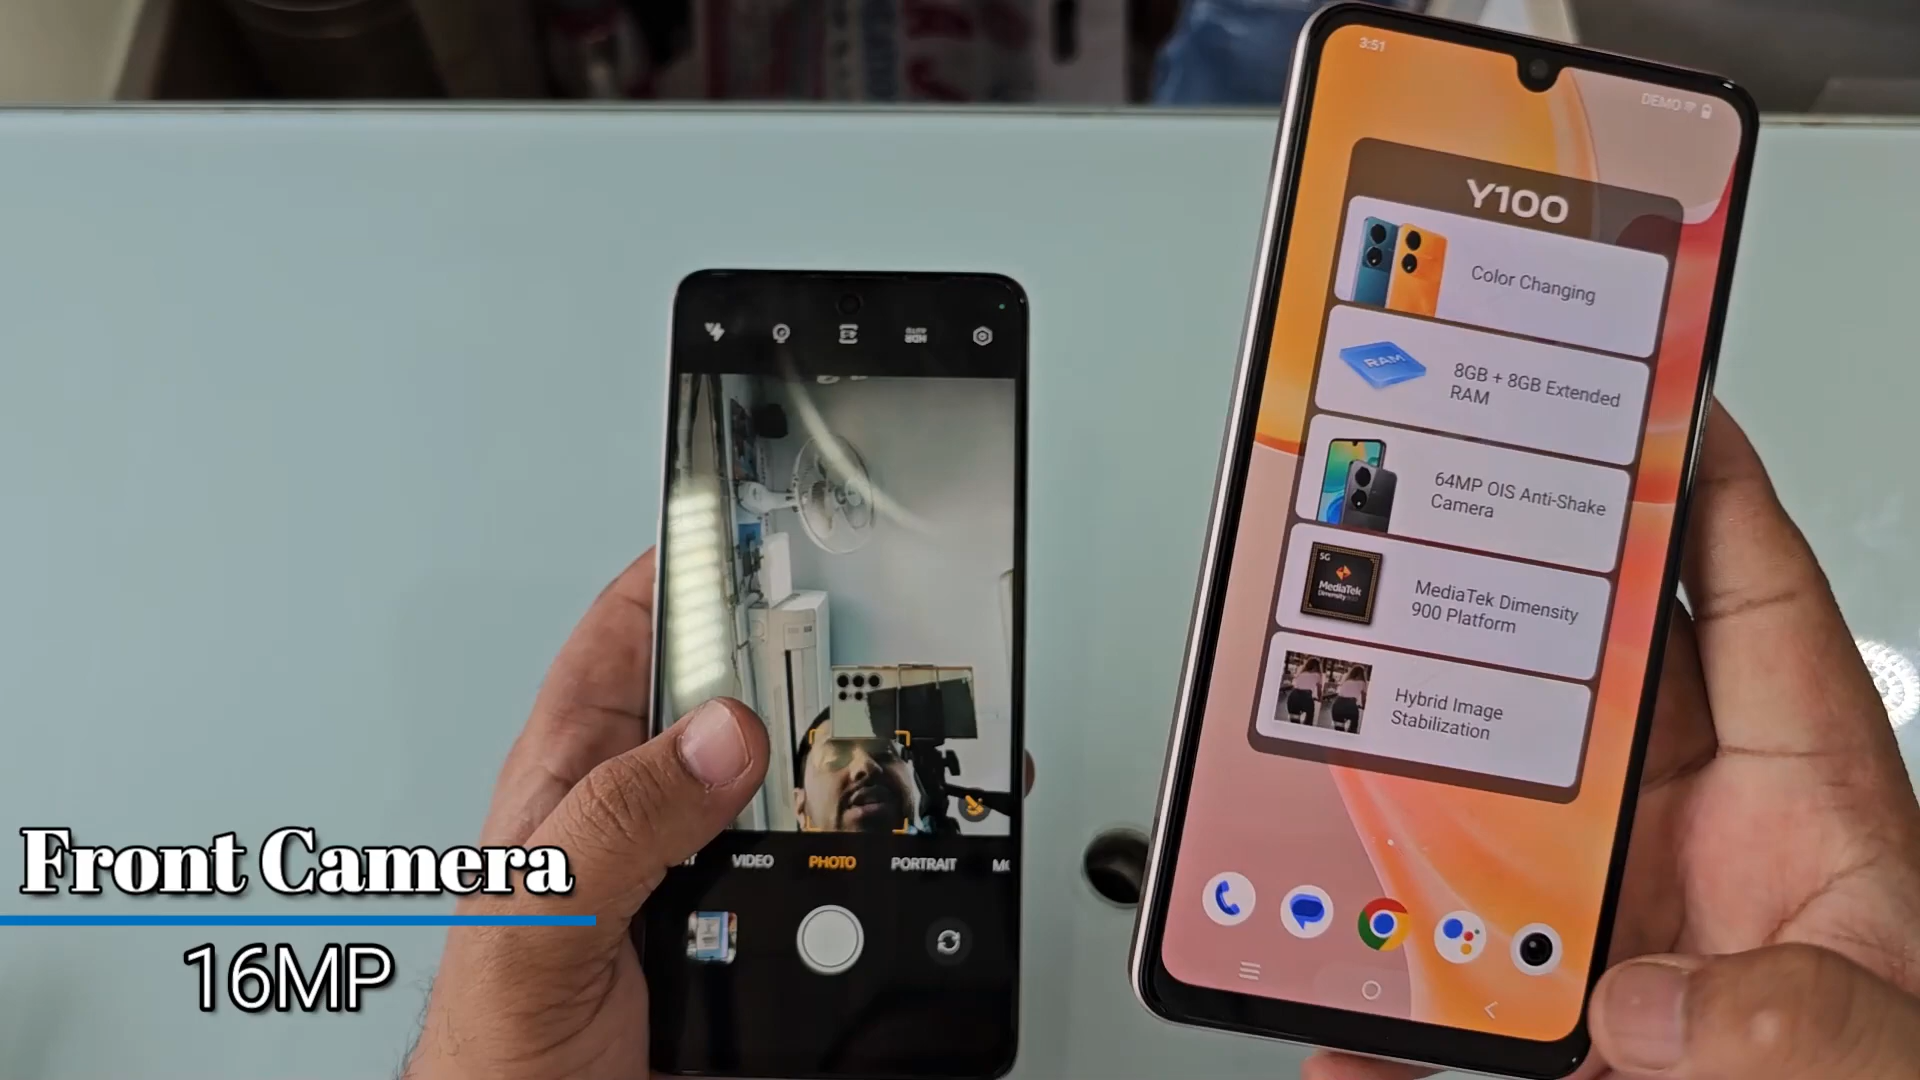 3:51
DEMO
Y100
Color Changing
RAM
8GB + 8GB Extended
RAM
64MP OIS Anti-Shake
Camera
5G
MediaTek
MediaTek Dimensity
900 Platform
Hybrid Image
Stabilization
VIDEO
PHOTO
PORTRAIT
Front Camera
16MP